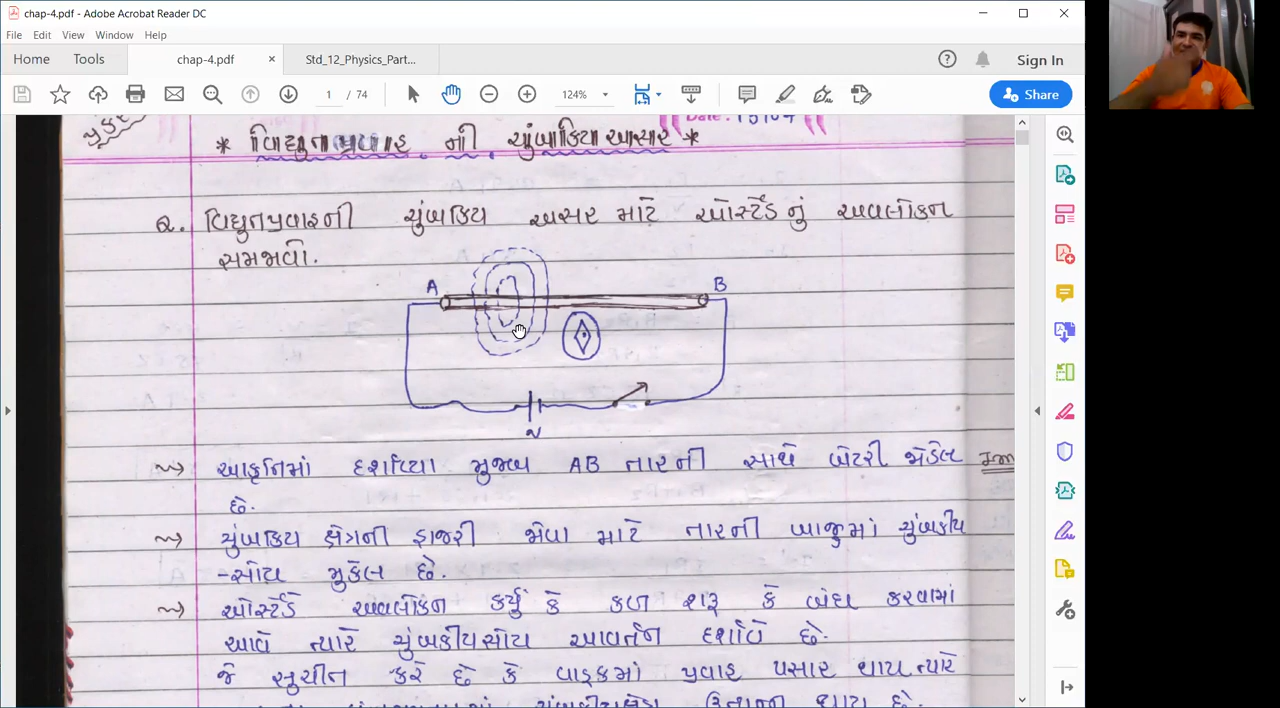 chap-4.pdf - Adobe Acrobat Reader DC
File Edit View Window Help
Home Tools chap-4.pdf × Std_12_Physics_Part... Sign In
1 / 74 124% Share
* વિદ્યુતપ્રવાહ ની ચુંબકિય અસર *
Q. વિદ્યુતપ્રવાહની ચુંબકિય અસર માટે ઓર્સ્ટેડ નું અવલોકન
સમજાવો.
A B
~> આકૃતિમાં દર્શાવ્યા મુજબ AB તારની સાથે બેટરી જોડેલ
છે.
~> ચુંબકિય ક્ષેત્રની હાજરી જોવા માટે તારની બાજુમાં ચુંબકીય
-સોય મુકેલ છે.
~> ઓર્સ્ટેડે અવલોકન કર્યું કે કળ શરૂ કે બંધ કરવામાં
આવે ત્યારે ચુંબકીયસોય આવર્તન દર્શાવે છે.
જે સુચીત કરે છે કે વાહકમાં પ્રવાહ પસાર થાય ત્યારે